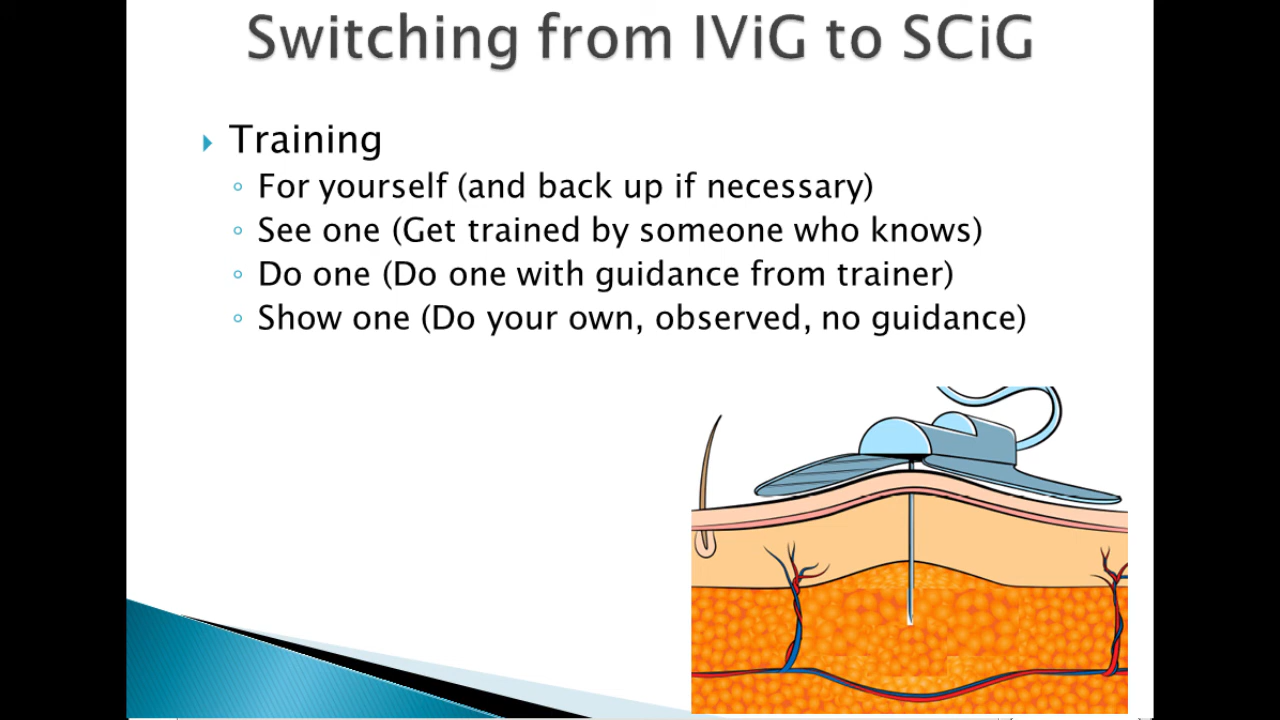 Switching from IViG to SCiG
Training
For yourself (and back up if necessary)
See one (Get trained by someone who knows)
Do one (Do one with guidance from trainer)
Show one (Do your own, observed, no guidance)